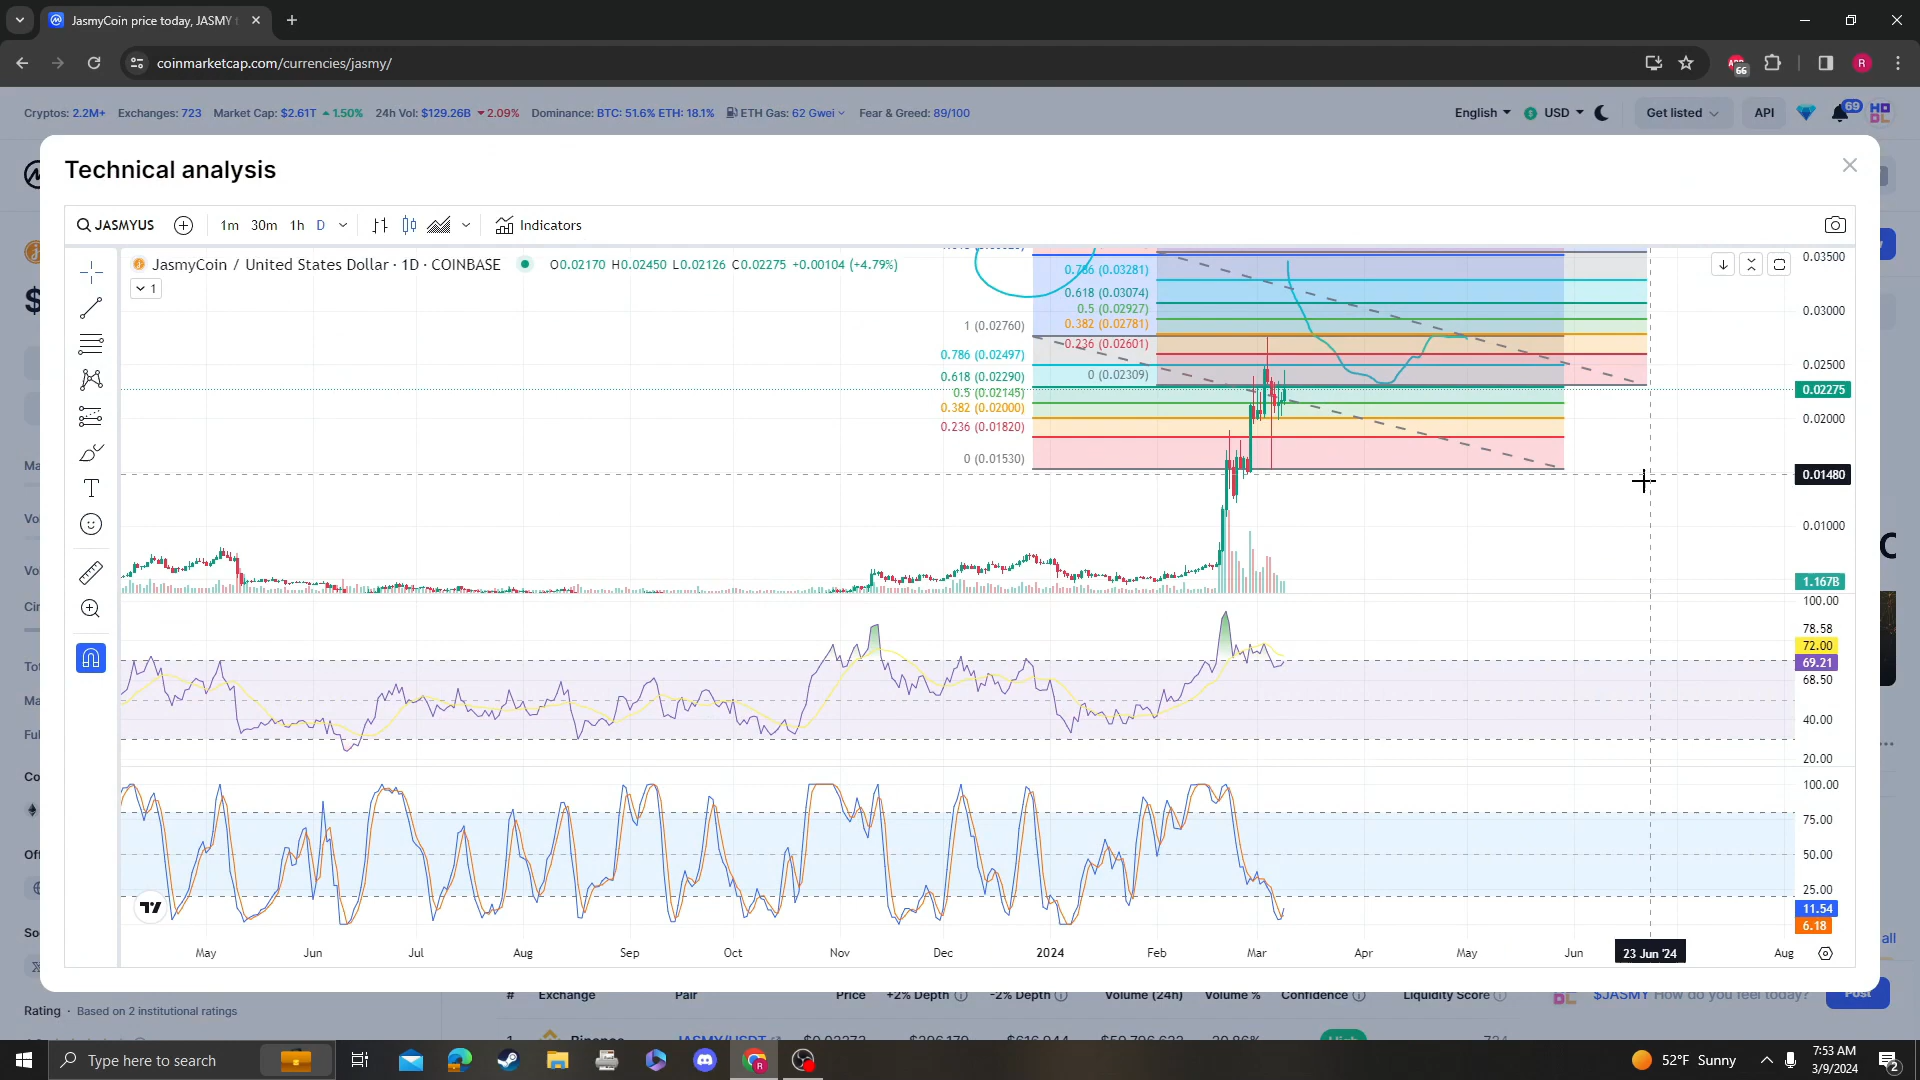 JasmyCoin price today, JASMY
coinmarketcap.com/currencies/jasmy/
66
R
Cryptos: 2.2M+ Exchanges: 723 Market Cap: $2.61T 1.50% 24h Vol: $129.26B 2.09% Dominance: BTC: 51.6% ETH: 18.1% ETH Gas: 62 Gwei Fear & Greed: 89/100
English USD Get listed API 69
Technical analysis
JASMYUS 1m 30m 1h D Indicators
JasmyCoin / United States Dollar · 1D · COINBASE O0.02170 H0.02450 L0.02126 C0.02275 +0.00104 (+4.79%)
1
0.786 (0.03281)
0.618 (0.03074)
0.5 (0.02927)
0.382 (0.02781)
0.236 (0.02601)
0 (0.02309)
1 (0.02760)
0.786 (0.02497)
0.618 (0.02290)
0.5 (0.02145)
0.382 (0.02000)
0.236 (0.01820)
0 (0.01530)
0.03500
0.03000
0.02500
0.02275
0.02000
0.01480
0.01000
1.167B
100.00
78.58
72.00
69.21
68.50
40.00
20.00
100.00
75.00
50.00
25.00
11.54
6.18
May Jun Jul Aug Sep Oct Nov Dec 2024 Feb Mar Apr May Jun 23 Jun '24 Aug
# Exchange Pair Price +2% Depth -2% Depth Volume (24h) Volume % Confidence Liquidity Score
$JASMY How do you feel today? Post
Rating · Based on 2 institutional ratings
Type here to search
52°F Sunny
7:53 AM
3/9/2024
2